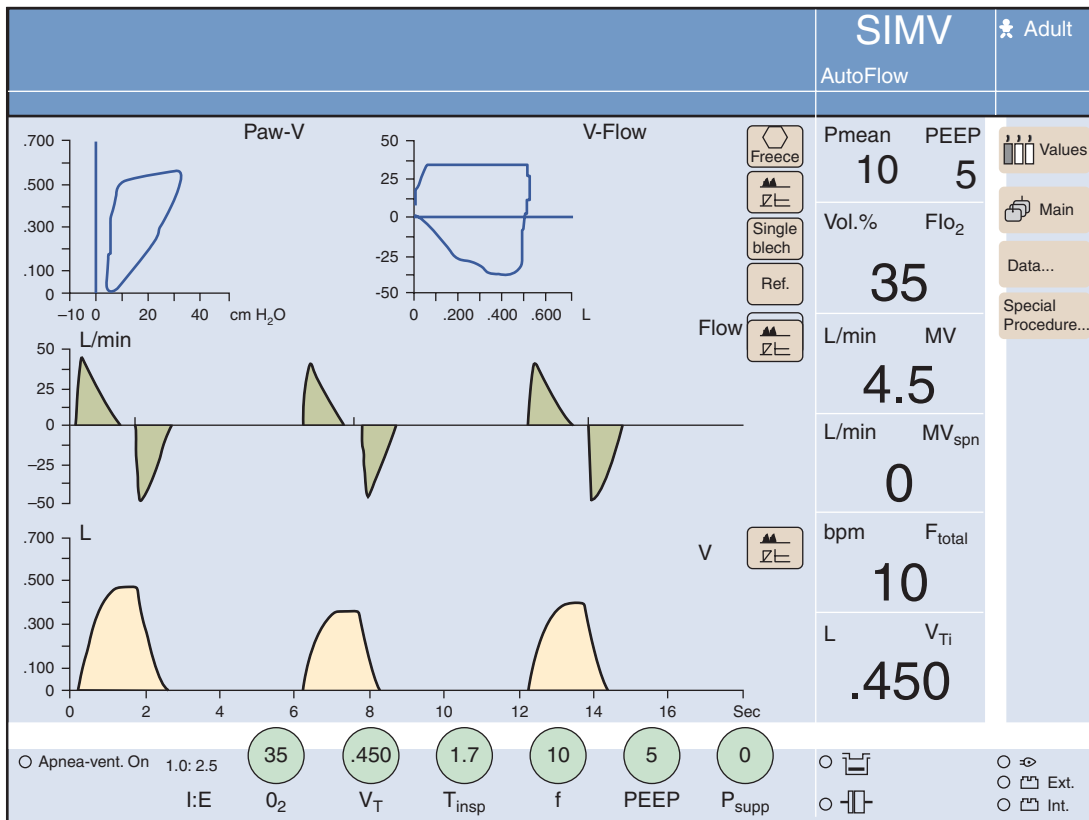 SIMV
AutoFlow
Adult
Paw-V
.700
.500
.300
.100
0
–10 0 20 40 cm H₂O
V-Flow
50
25
0
-25
-50
0 .200 .400 .600 L
Freece
Single
blech
Ref.
Pmean PEEP
10 5
Vol.% FIo₂
35
L/min MV
4.5
L/min MVspn
0
bpm Ftotal
10
L VTi
.450
Values
Main
Data...
Special
Procedure...
L/min
Flow
50
25
0
–25
–50
L
V
.700
.500
.300
.100
0
0 2 4 6 8 10 12 14 16 Sec
Apnea-vent. On 1.0: 2.5 35 .450 1.7 10 5 0
I:E 0₂ VT Tinsp f PEEP Psupp
Ext.
Int.